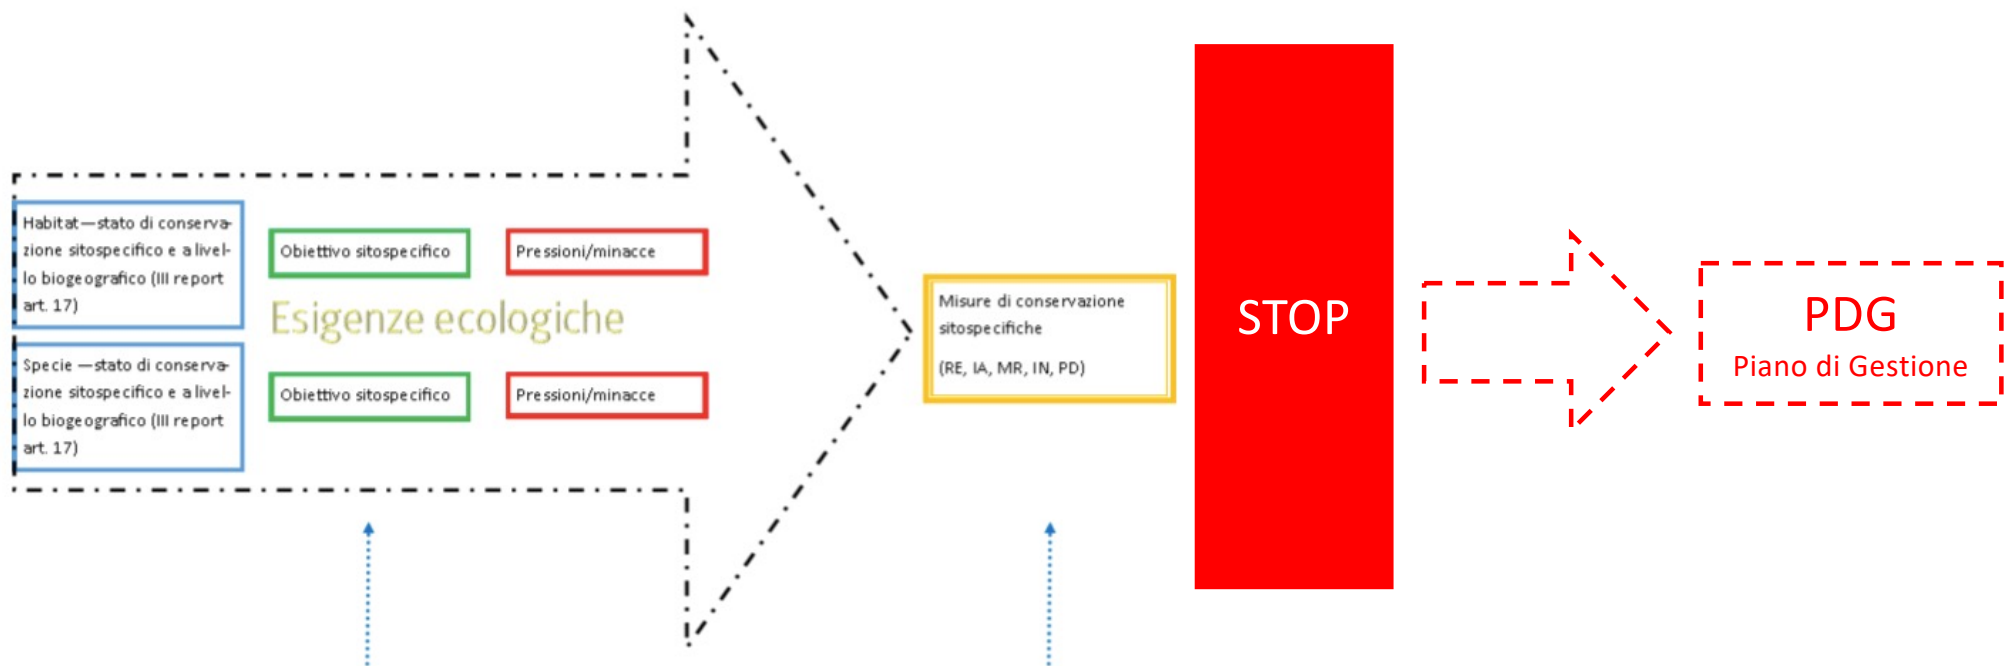 Habitat—stato di conserva-
zione sitospecifico e a livel-
lo biogeografico (III report
art. 17)
Specie —stato di conserva-
zione sitospecifico e a livel-
lo biogeografico (III report
art. 17)
Obiettivo sitospecifico
Pressioni/minacce
Esigenze ecologiche
Obiettivo sitospecifico
Pressioni/minacce
Misure di conservazione
sitospecifiche
(RE, IA, MR, IN, PD)
STOP
PDG
Piano di Gestione